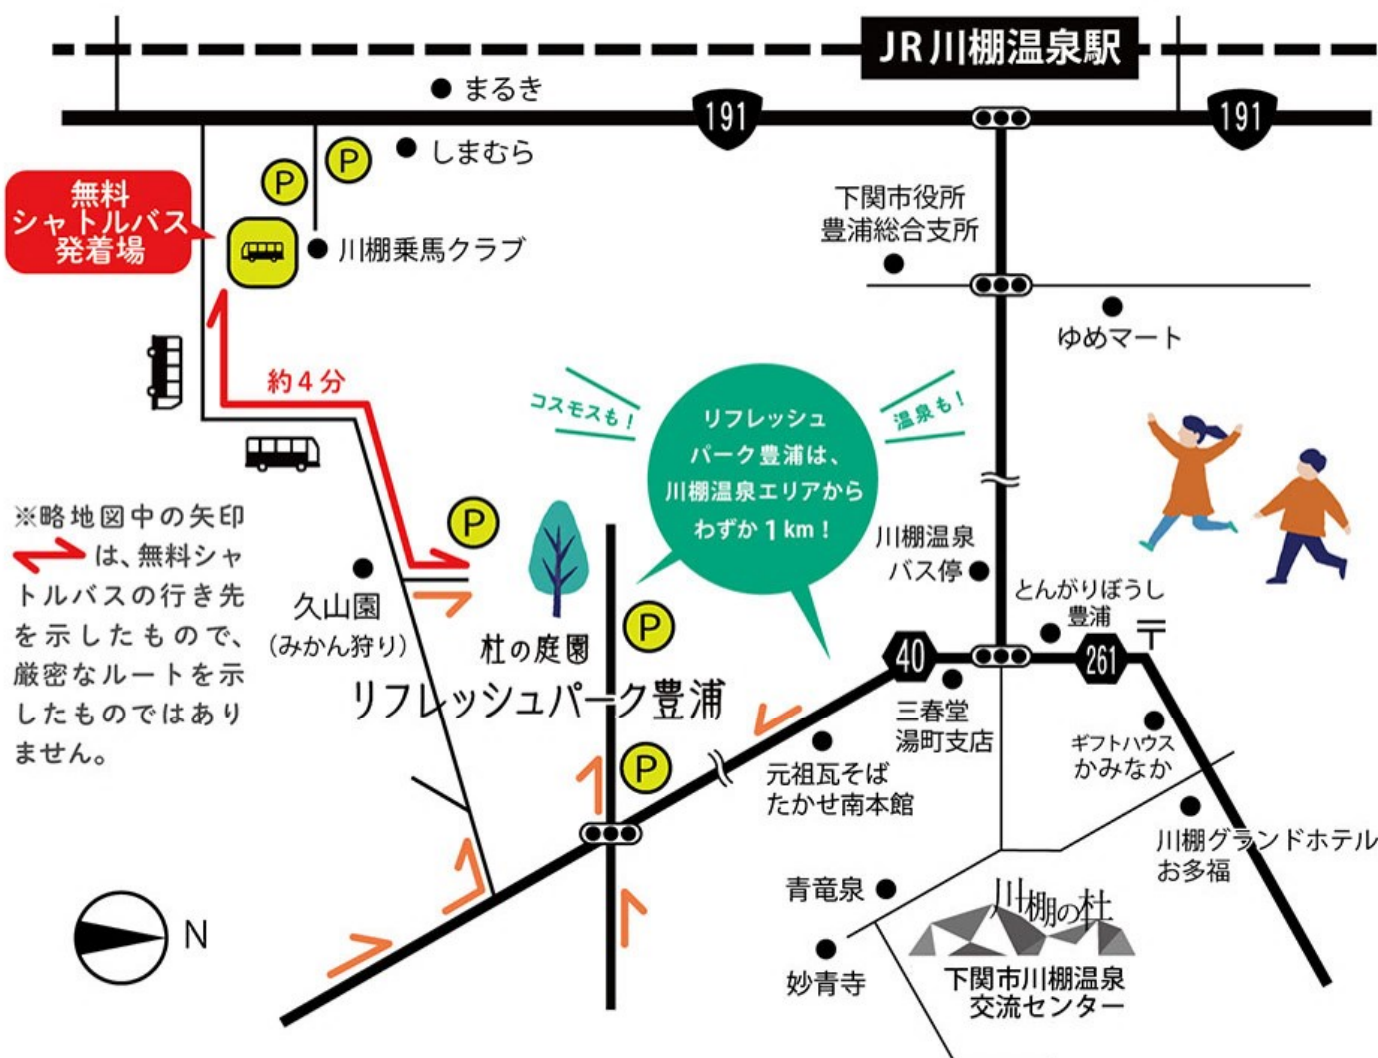 JR川棚温泉駅
まるき
191
191
しまむら
P
P
無料
シャトルバス
発着場
川棚乗馬クラブ
下関市役所
豊浦総合支所
ゆめマート
約4分
コスモスも！
温泉も！
リフレッシュ
パーク豊浦は、
川棚温泉エリアから
わずか1km！
※略地図中の矢印
は、無料シャ
トルバスの行き先
を示したもので、
厳密なルートを示
したものではあり
ません。
P
久山園
（みかん狩り）
杜の庭園
リフレッシュパーク豊浦
P
P
川棚温泉
バス停
とんがりぼうし
豊浦
〒
40
261
三春堂
湯町支店
ギフトハウス
かみなか
元祖瓦そば
たかせ南本館
川棚グランドホテル
お多福
青竜泉
川棚の杜
妙青寺
下関市川棚温泉
交流センター
N